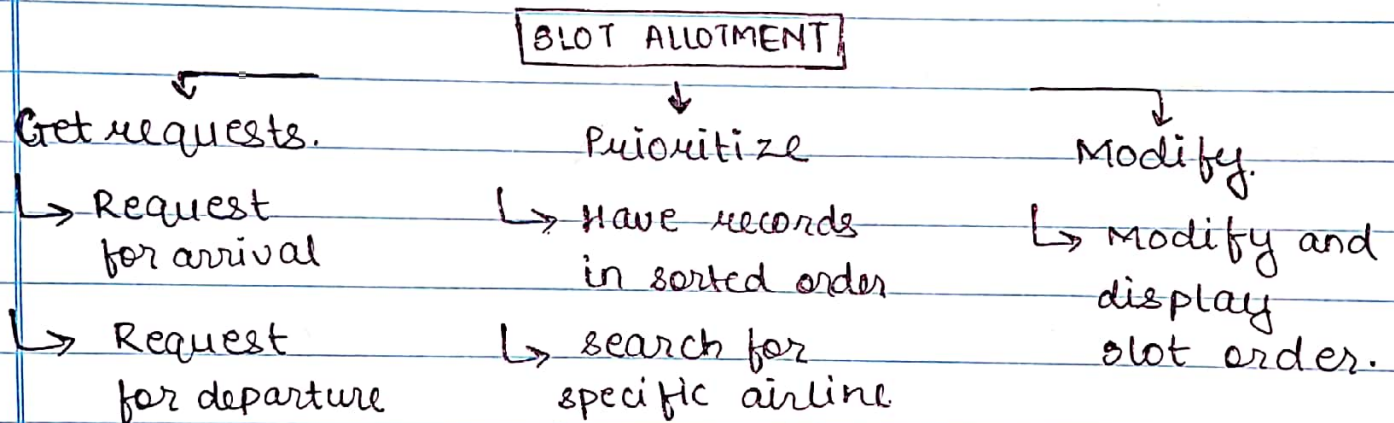 SLOT ALLOTMENT
Get requests.
↳ Request
for arrival
↳ Request
for departure
Prioritize
↳ Have records
in sorted order
↳ search for
specific airline
Modify.
↳ Modify and
display
slot order.